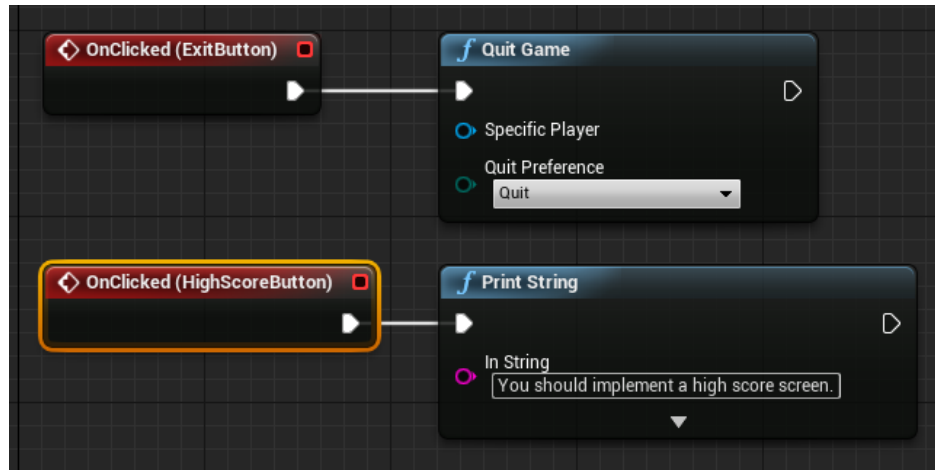 OnClicked (ExitButton)
f Quit Game
Specific Player
Quit Preference
Quit
OnClicked (HighScoreButton)
f Print String
In String
You should implement a high score screen.